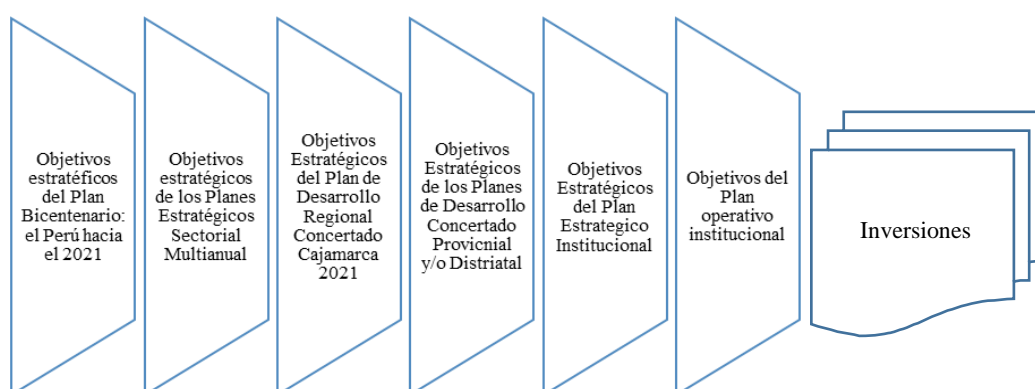 Objetivos
estratéficos
del Plan
Bicentenario:
el Perú hacia
el 2021
Objetivos
estratégicos
de los Planes
Estratégicos
Sectorial
Multianual
Objetivos
Estratégicos
del Plan de
Desarrollo
Regional
Concertado
Cajamarca
2021
Objetivos
Estratégicos
de los Planes
de Desarrollo
Concertado
Provicnial
y/o Distriatal
Objetivos
Estratégicos
del Plan
Estrategico
Institucional
Objetivos del
Plan
operativo
institucional
Inversiones